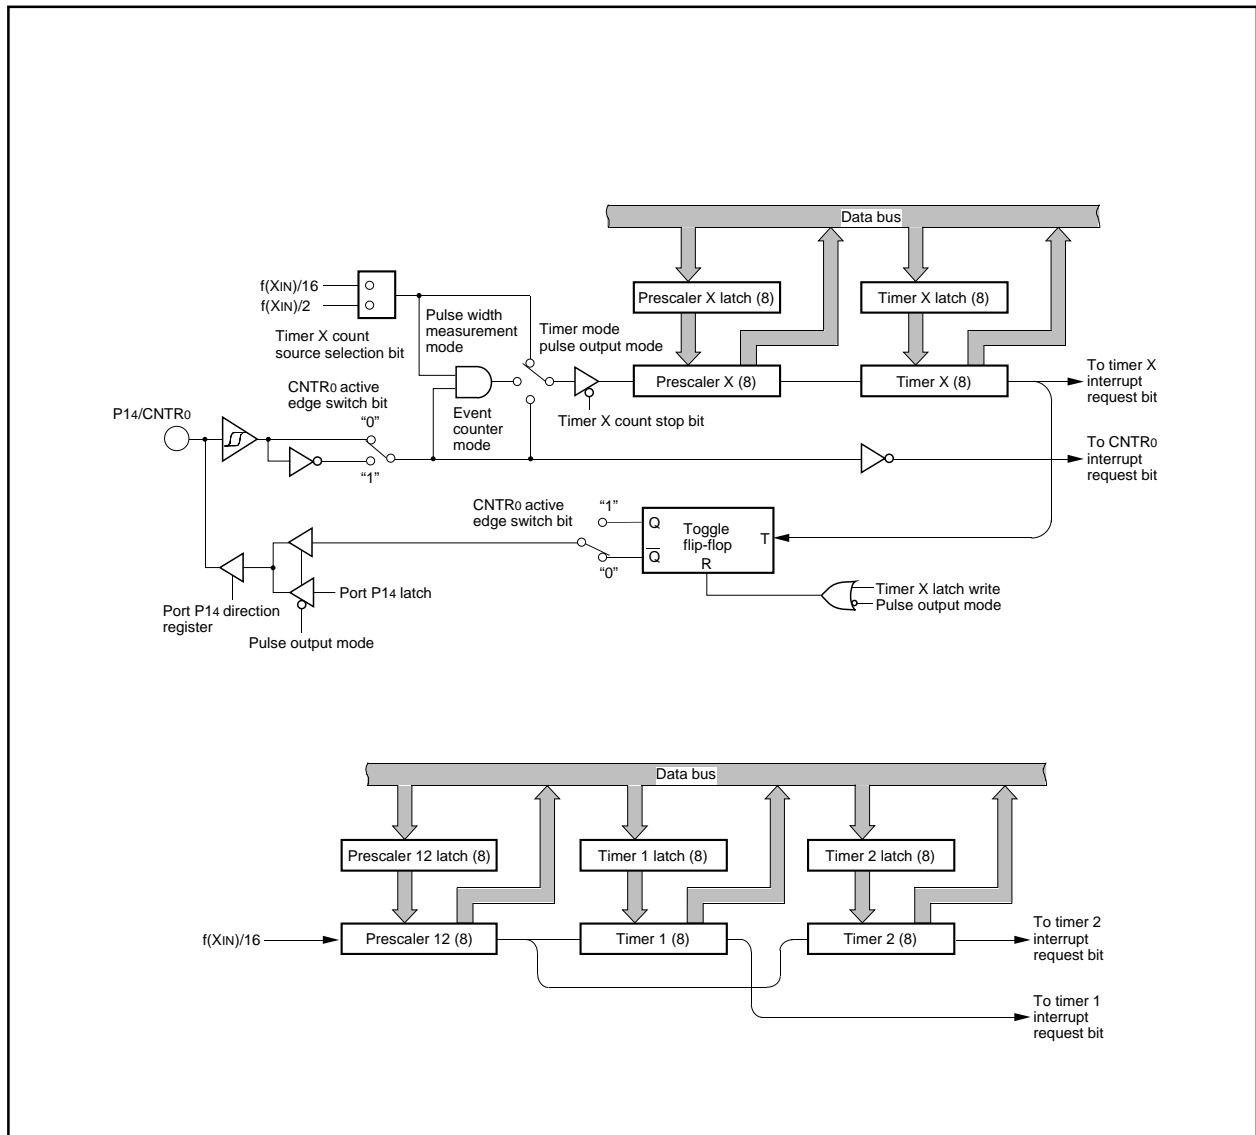 Data bus
f(XIN)/16
f(XIN)/2
Timer X count
source selection bit
Pulse width
measurement
mode
Timer mode
pulse output mode
Prescaler X latch (8)
Timer X latch (8)
Prescaler X (8)
Timer X (8)
To timer X
interrupt
request bit
CNTR0 active
edge switch bit
P14/CNTR0
“0”
“1”
Event
counter
mode
Timer X count stop bit
To CNTR0
interrupt
request bit
CNTR0 active
edge switch bit
“1”
“0”
Q
Q
Toggle
flip-flop
T
R
Timer X latch write
Pulse output mode
Port P14 latch
Port P14 direction
register
Pulse output mode
Data bus
Prescaler 12 latch (8)
Timer 1 latch (8)
Timer 2 latch (8)
f(XIN)/16
Prescaler 12 (8)
Timer 1 (8)
Timer 2 (8)
To timer 2
interrupt
request bit
To timer 1
interrupt
request bit